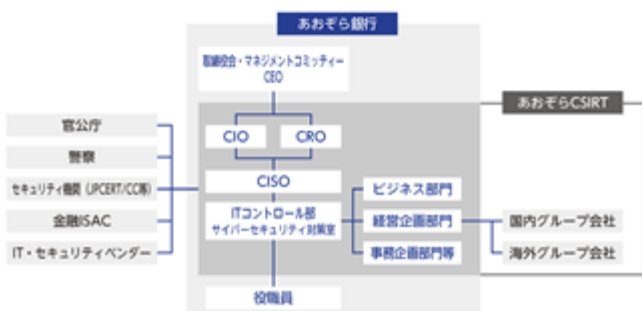 あおぞら銀行
取締役会・マネジメントコミッティー
CEO
あおぞらCSIRT
官公庁
警察
セキュリティ機関（JPCERT/CC等）
金融ISAC
IT・セキュリティベンダー
CIO
CRO
CISO
ITコントロール部
サイバーセキュリティ対策室
ビジネス部門
経営企画部門
事務企画部門等
国内グループ会社
海外グループ会社
役職員